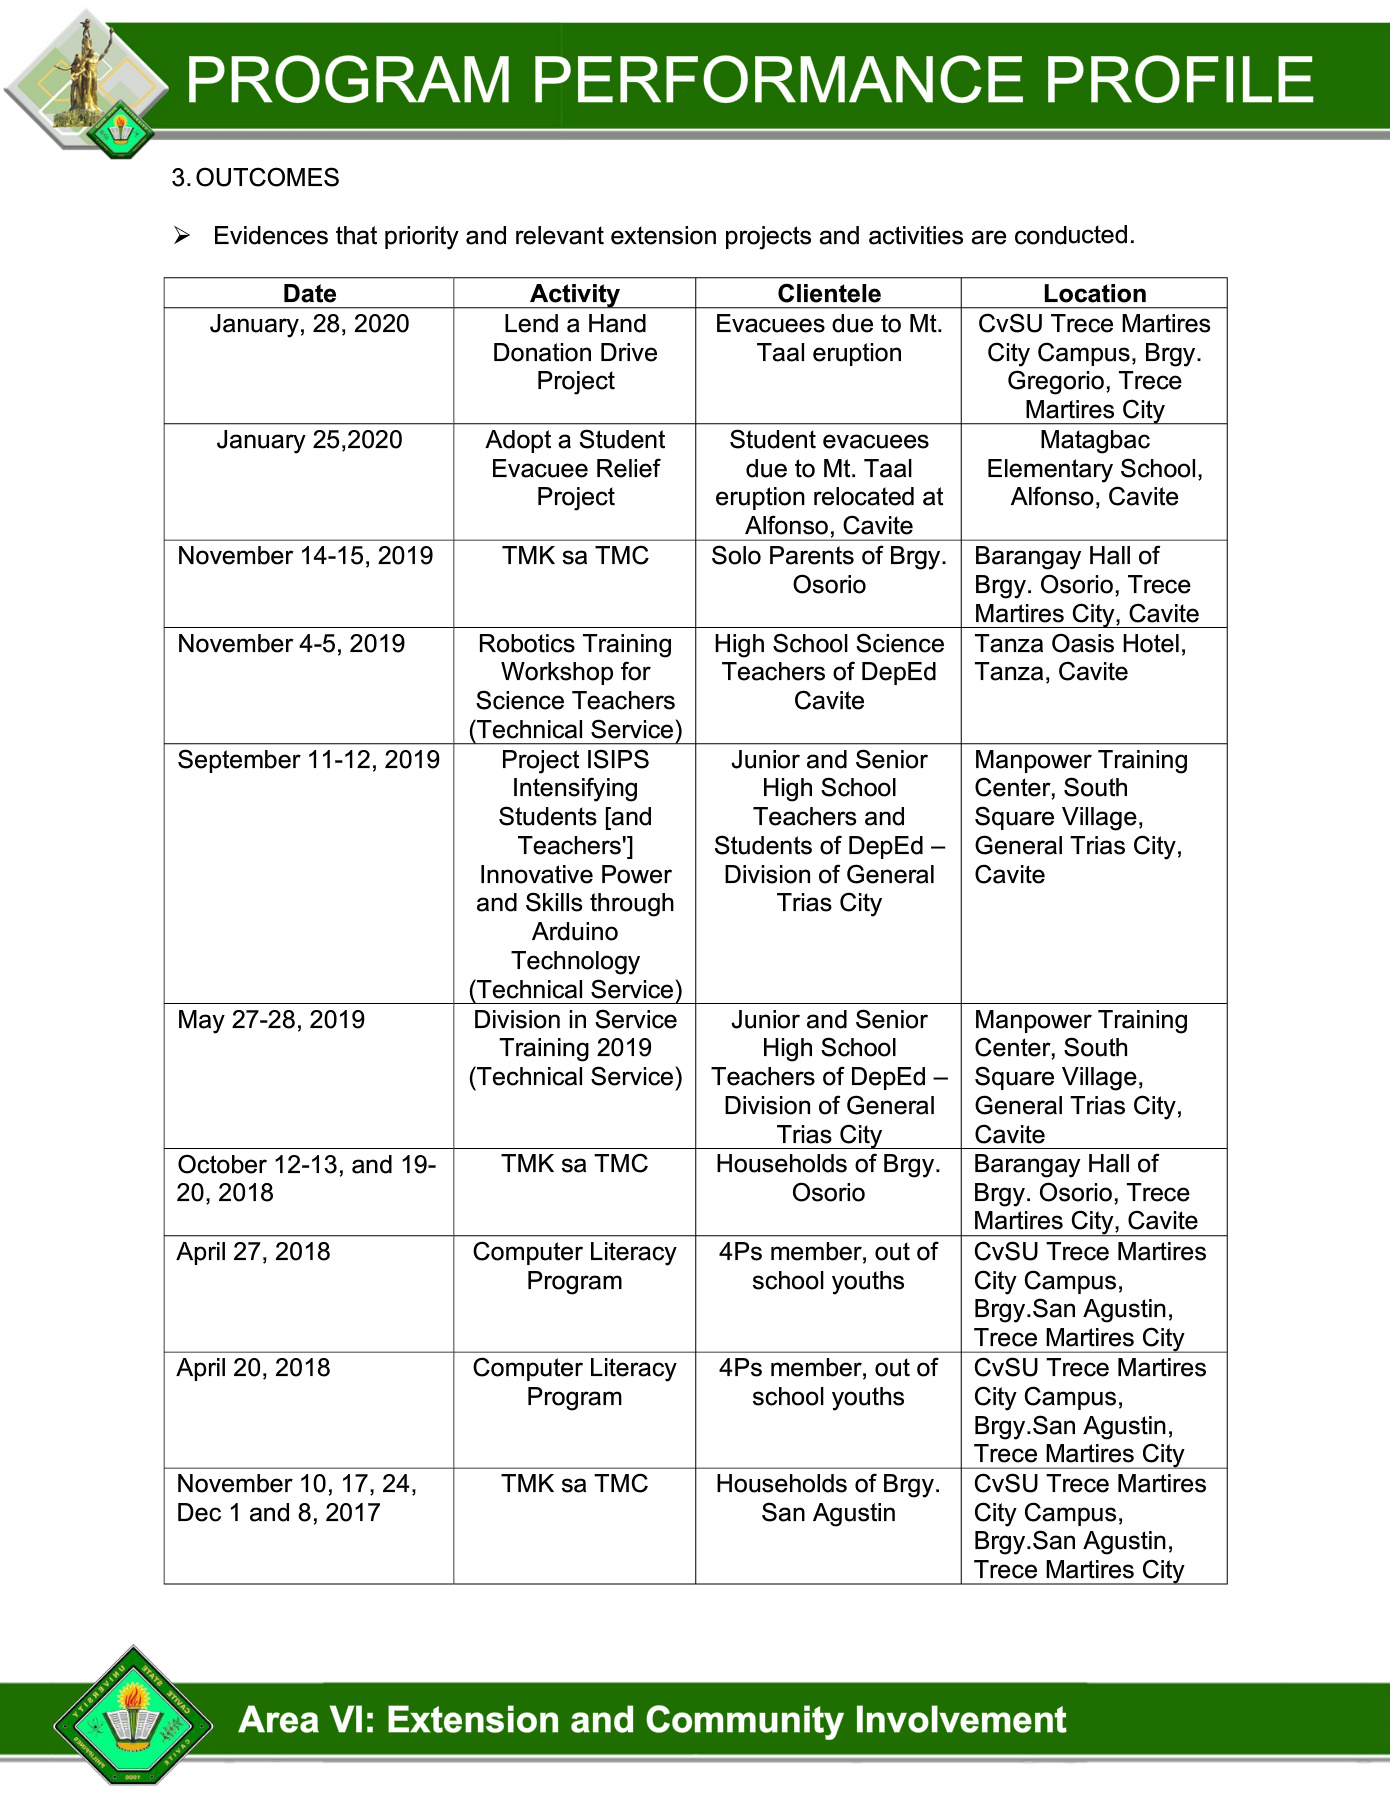 PROGRAM PERFORMANCE PROFILE
3. OUTCOMES
➢ Evidences that priority and relevant extension projects and activities are conducted.
Date Activity Clientele Location
January, 28, 2020
Lend a Hand
Donation Drive
Project
Evacuees due to Mt.
Taal eruption
CvSU Trece Martires
City Campus, Brgy.
Gregorio, Trece
Martires City
January 25,2020
Adopt a Student
Evacuee Relief
Project
Student evacuees
due to Mt. Taal
eruption relocated at
Alfonso, Cavite
Matagbac
Elementary School,
Alfonso, Cavite
November 14-15, 2019
TMK sa TMC
Solo Parents of Brgy.
Osorio
Barangay Hall of
Brgy. Osorio, Trece
Martires City, Cavite
November 4-5, 2019
Robotics Training
Workshop for
Science Teachers
(Technical Service)
High School Science
Teachers of DepEd
Cavite
Tanza Oasis Hotel,
Tanza, Cavite
September 11-12, 2019
Project ISIPS
Intensifying
Students [and
Teachers']
Innovative Power
and Skills through
Arduino
Technology
(Technical Service)
Junior and Senior
High School
Teachers and
Students of DepEd –
Division of General
Trias City
Manpower Training
Center, South
Square Village,
General Trias City,
Cavite
May 27-28, 2019
Division in Service
Training 2019
(Technical Service)
Junior and Senior
High School
Teachers of DepEd –
Division of General
Trias City
Manpower Training
Center, South
Square Village,
General Trias City,
Cavite
October 12-13, and 19-
20, 2018
TMK sa TMC
Households of Brgy.
Osorio
Barangay Hall of
Brgy. Osorio, Trece
Martires City, Cavite
April 27, 2018
Computer Literacy
Program
4Ps member, out of
school youths
CvSU Trece Martires
City Campus,
Brgy.San Agustin,
Trece Martires City
April 20, 2018
Computer Literacy
Program
4Ps member, out of
school youths
CvSU Trece Martires
City Campus,
Brgy.San Agustin,
Trece Martires City
November 10, 17, 24,
Dec 1 and 8, 2017
TMK sa TMC
Households of Brgy.
San Agustin
CvSU Trece Martires
City Campus,
Brgy.San Agustin,
Trece Martires City
CAVITE STATE UNIVERSITY
CAVITE PHILIPPINES
Area VI: Extension and Community Involvement